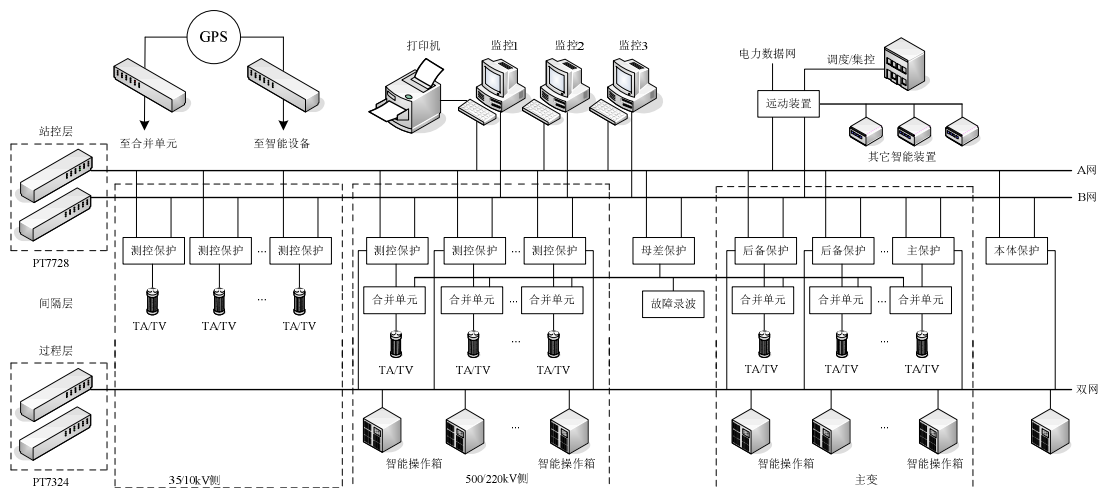 GPS
打印机
监控1
监控2
监控3
电力数据网
调度/集控
远动装置
至合并单元
至智能设备
其它智能装置
站控层
A网
B网
PT7728
测控保护
测控保护
...
测控保护
测控保护
测控保护
...
测控保护
母差保护
后备保护
后备保护
...
主保护
本体保护
间隔层
TA/TV
TA/TV
...
TA/TV
合并单元
合并单元
...
合并单元
故障录波
合并单元
合并单元
...
合并单元
TA/TV
TA/TV
...
TA/TV
TA/TV
TA/TV
...
TA/TV
过程层
双网
PT7324
...
智能操作箱
智能操作箱
...
智能操作箱
智能操作箱
35/10kV侧
500/220kV侧
主变